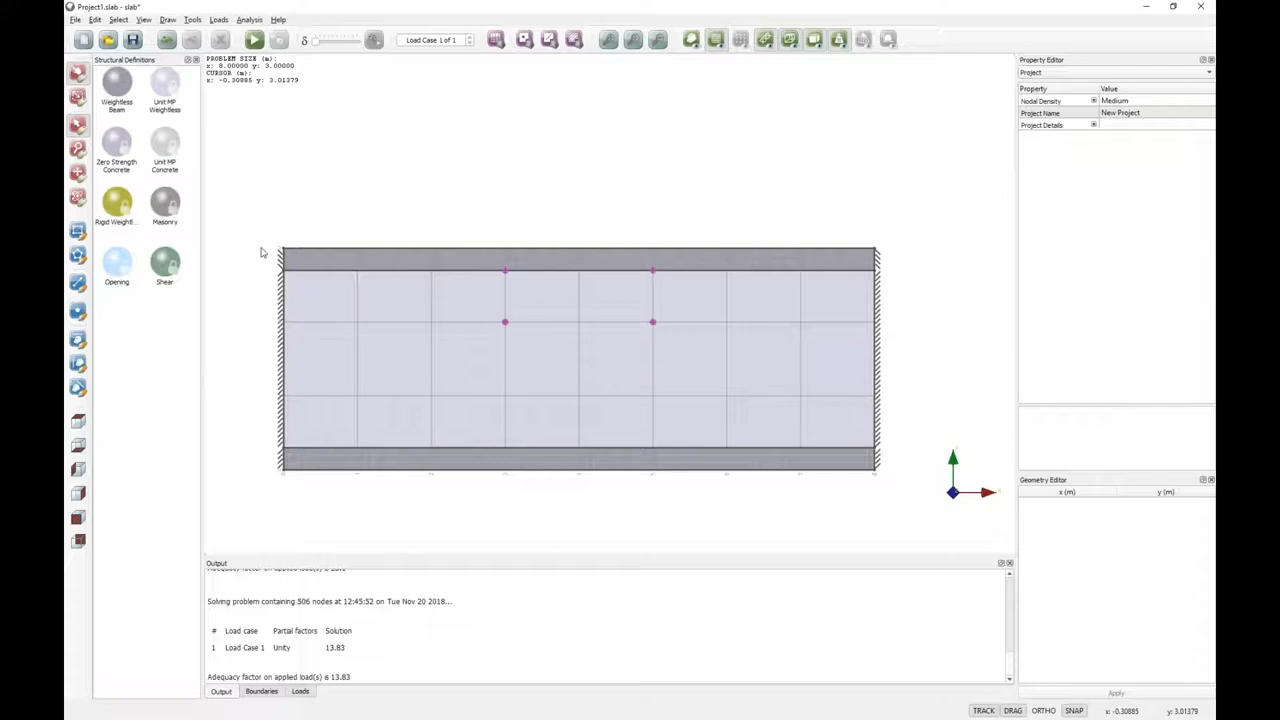 Project1.slab - slab*
File Edit Select View Draw Tools Loads Analysis Help
δ
Load Case 1 of 1
Structural Definitions
Weightless Beam
Unit MP Weightless
Zero Strength Concrete
Unit MP Concrete
Rigid Weightl...
Masonry
Opening
Shear
PROBLEM SIZE (m):
x: 8.00000 y: 3.00000
CURSOR (m):
x: -0.30885 y: 3.01379
Output
Solving problem containing 506 nodes at 12:45:52 on Tue Nov 20 2018...
# Load case Partial factors Solution
1 Load Case 1 Unity 13.83
Adequacy factor on applied load(s) is 13.83
Output Boundaries Loads
Property Editor
Project
Property Value
Nodal Density Medium
Project Name New Project
Project Details
Geometry Editor
x (m) y (m)
Apply
TRACK DRAG ORTHO SNAP x: -0.30885 y: 3.01379